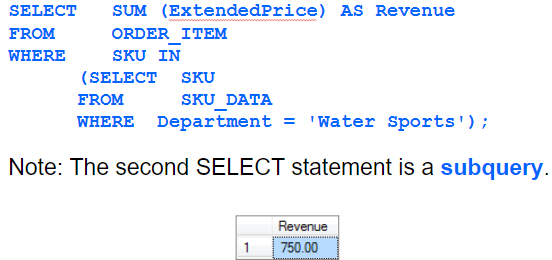 SELECT SUM (ExtendedPrice) AS Revenue
FROM ORDER_ITEM
WHERE SKU IN
(SELECT SKU
FROM SKU_DATA
WHERE Department = 'Water Sports');
Note: The second SELECT statement is a subquery.
Revenue
1 750.00